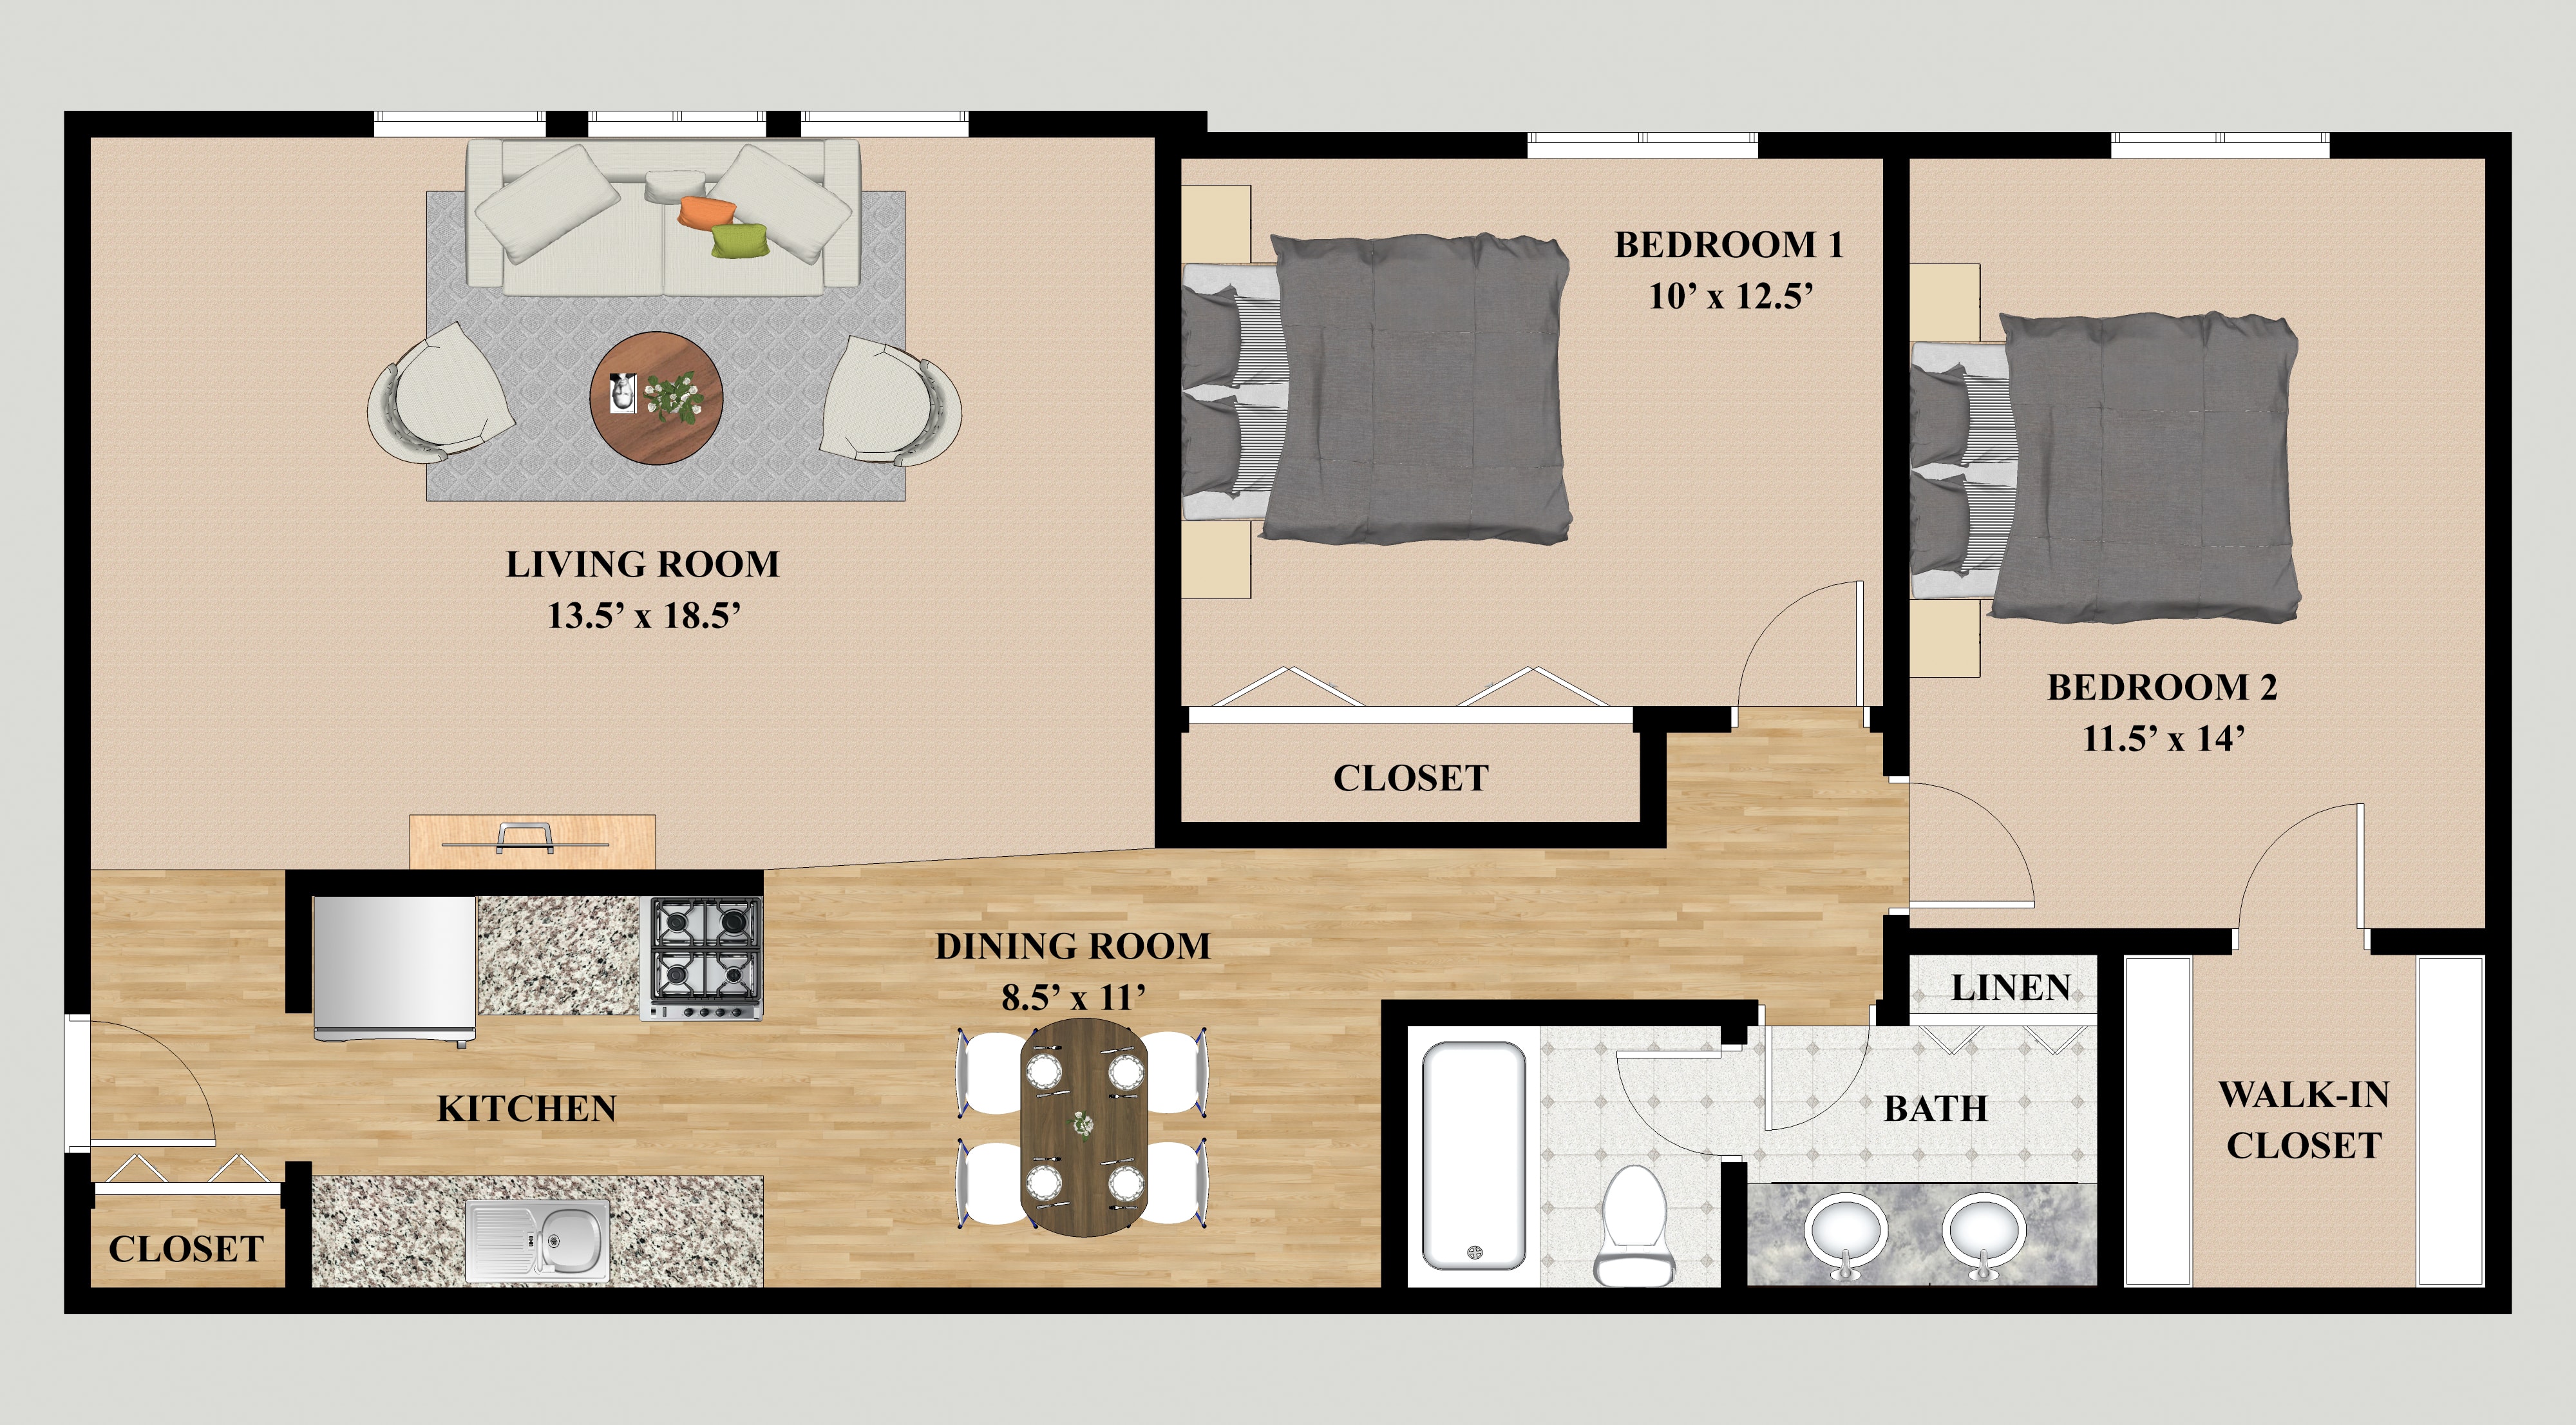 BEDROOM 1
10’ x 12.5’
LIVING ROOM
13.5’ x 18.5’
BEDROOM 2
11.5’ x 14’
CLOSET
DINING ROOM
8.5’ x 11’
LINEN
KITCHEN
BATH
WALK-IN
CLOSET
CLOSET